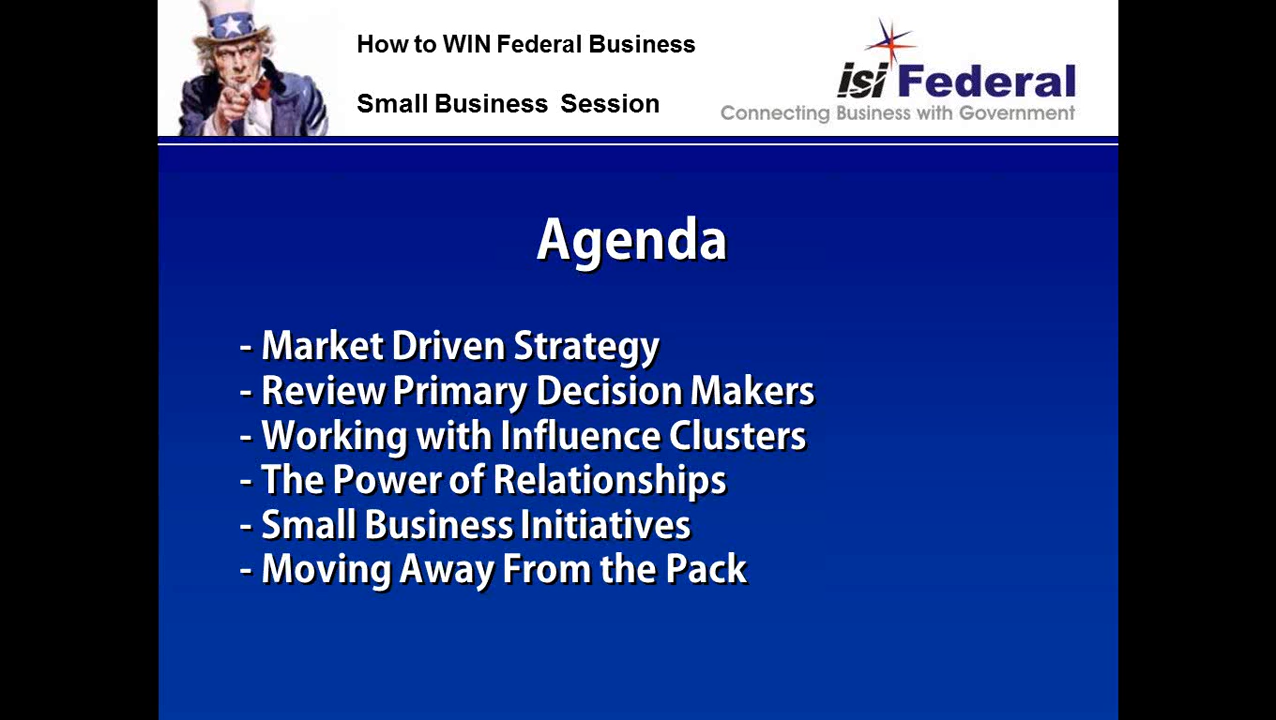 How to WIN Federal Business
Small Business Session
isi Federal
Connecting Business with Government
Agenda
- Market Driven Strategy
- Review Primary Decision Makers
- Working with Influence Clusters
- The Power of Relationships
- Small Business Initiatives
- Moving Away From the Pack